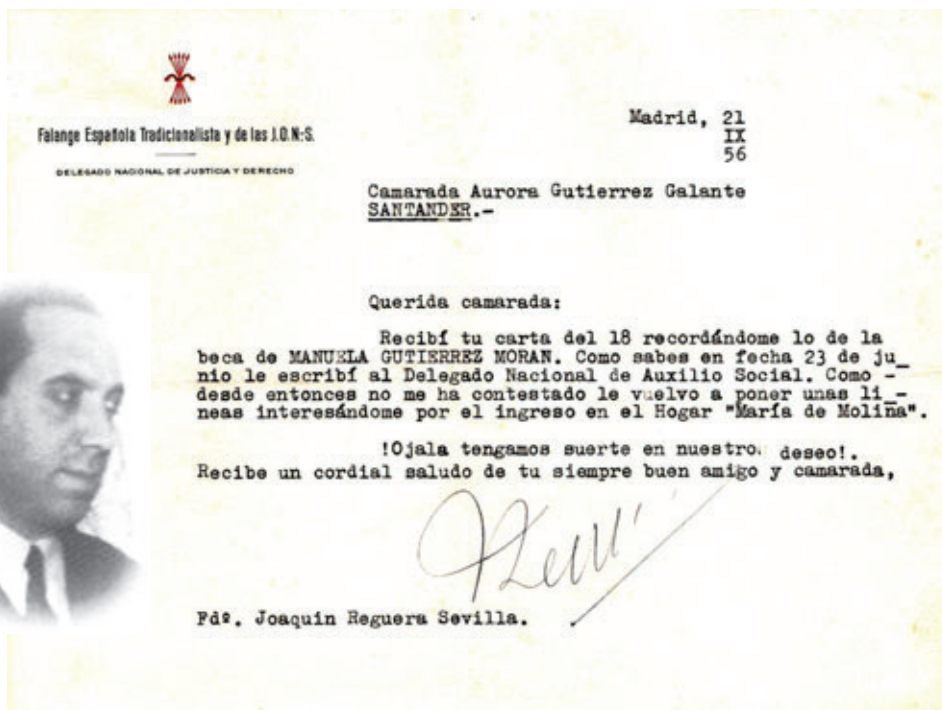 Falange Española Tradicionalista y de las J.O.N.-S.
DELEGADO NACIONAL DE JUSTICIA Y DERECHO
Madrid, 21
IX
56
Camarada Aurora Gutierrez Galante
SANTANDER.-
Querida camarada:
Recibí tu carta del 18 recordándome lo de la
beca de MANUELA GUTIERREZ MORAN. Como sabes en fecha 23 de ju_
nio le escribí al Delegado Nacional de Auxilio Social. Como -
desde entonces no me ha contestado le vuelvo a poner unas li_-
neas interesándome por el ingreso en el Hogar "María de Molina".
!Ojala tengamos suerte en nuestro. deseo!.
Recibe un cordial saludo de tu siempre buen amigo y camarada,
Fdº. Joaquin Reguera Sevilla.